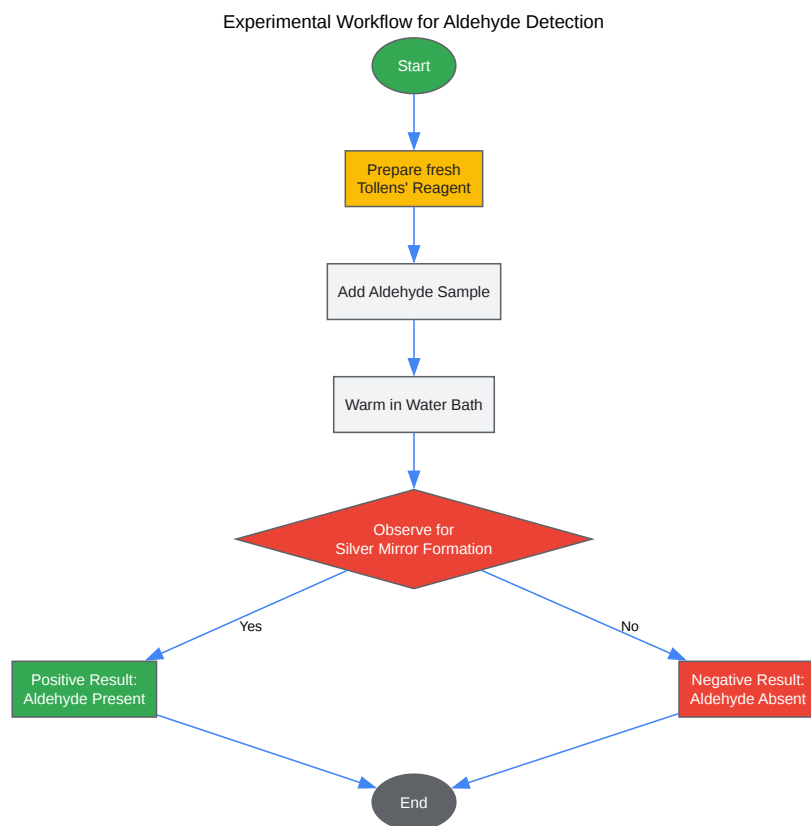 Experimental Workflow for Aldehyde Detection
Start
Prepare fresh
Tollens' Reagent
Add Aldehyde Sample
Warm in Water Bath
Observe for
Silver Mirror Formation
Yes
No
Positive Result:
Aldehyde Present
Negative Result:
Aldehyde Absent
End